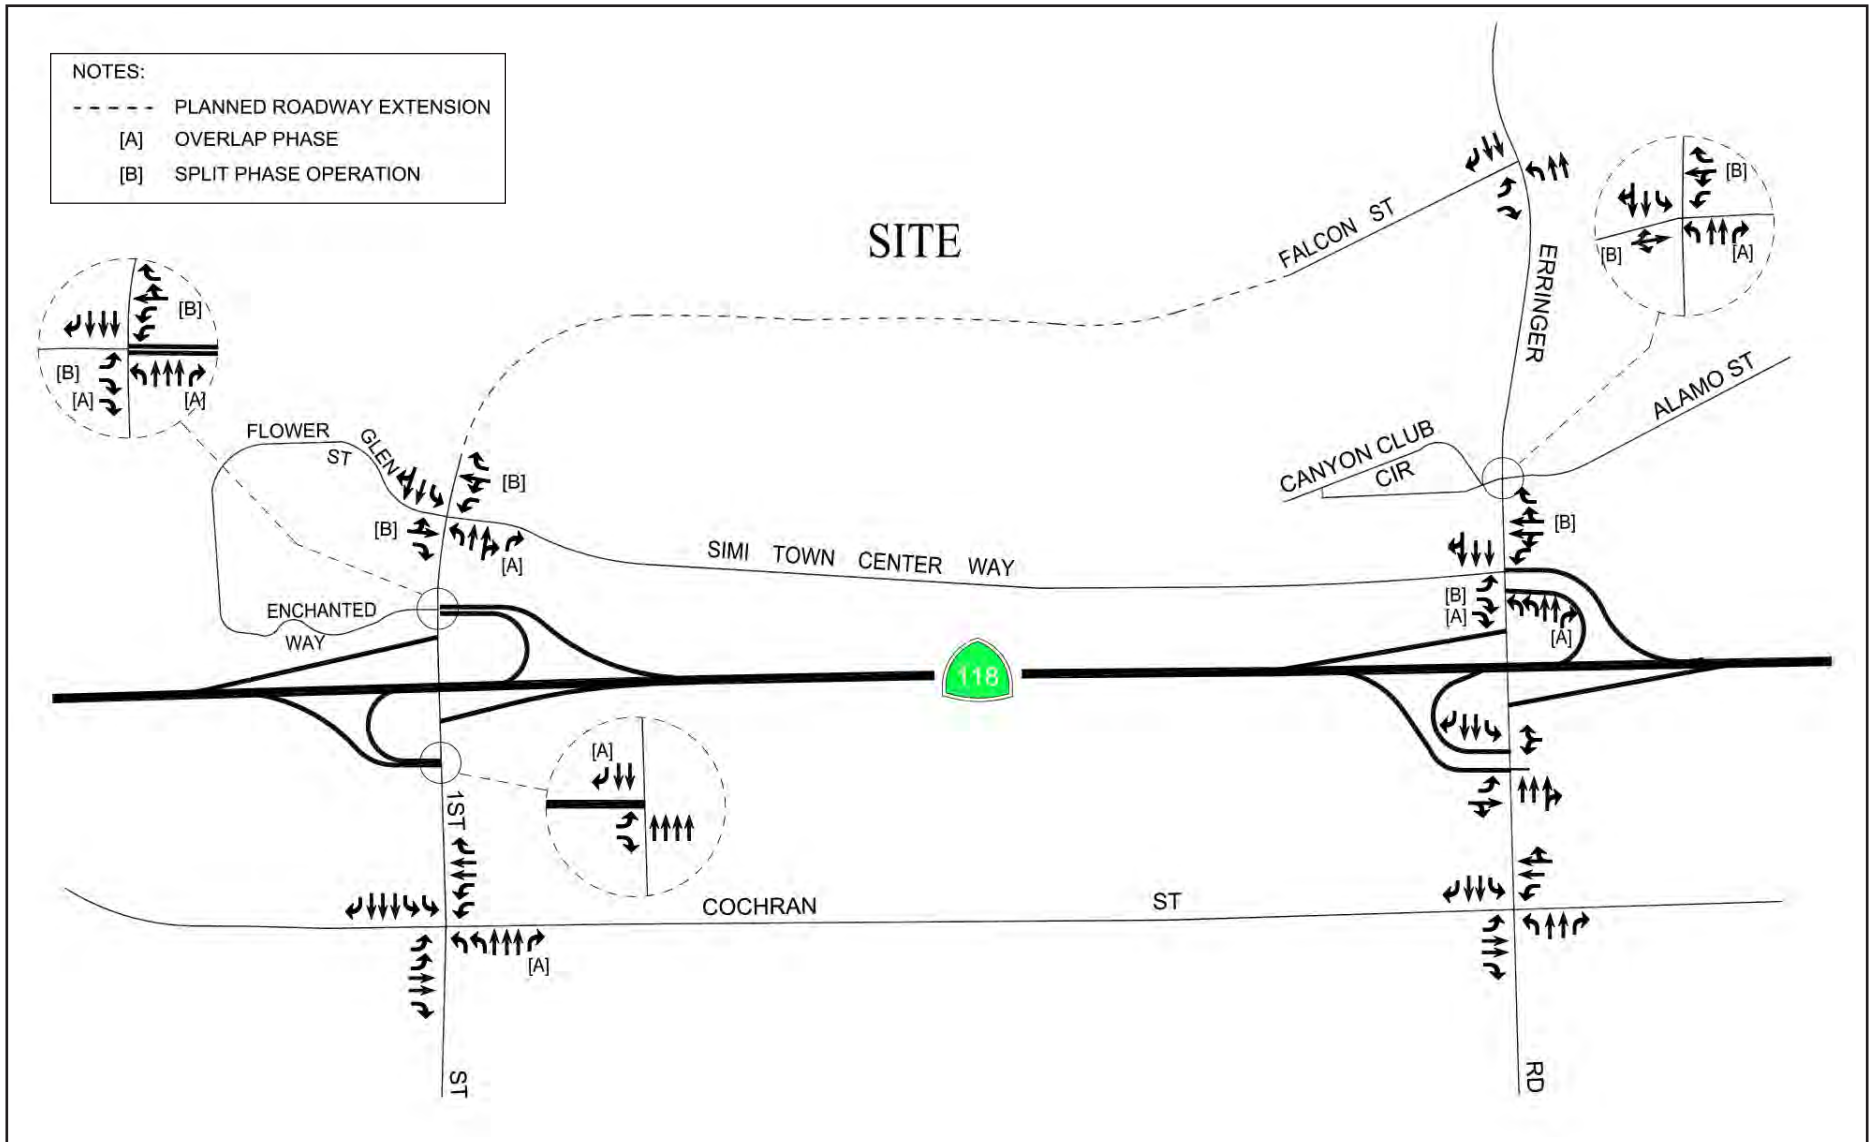 NOTES:
PLANNED ROADWAY EXTENSION
[A] OVERLAP PHASE
[B] SPLIT PHASE OPERATION
SITE
FALCON ST
ERRINGER
[B]
[B]
[A]
[B]
[B]
[A]
[A]
FLOWER
ST
GLEN
ALAMO ST
CANYON CLUB
CIR
[B]
[B]
[A]
[B]
SIMI TOWN CENTER WAY
[B]
[A]
[A]
ENCHANTED
WAY
118
[A]
1ST
COCHRAN
ST
[A]
ST
RD